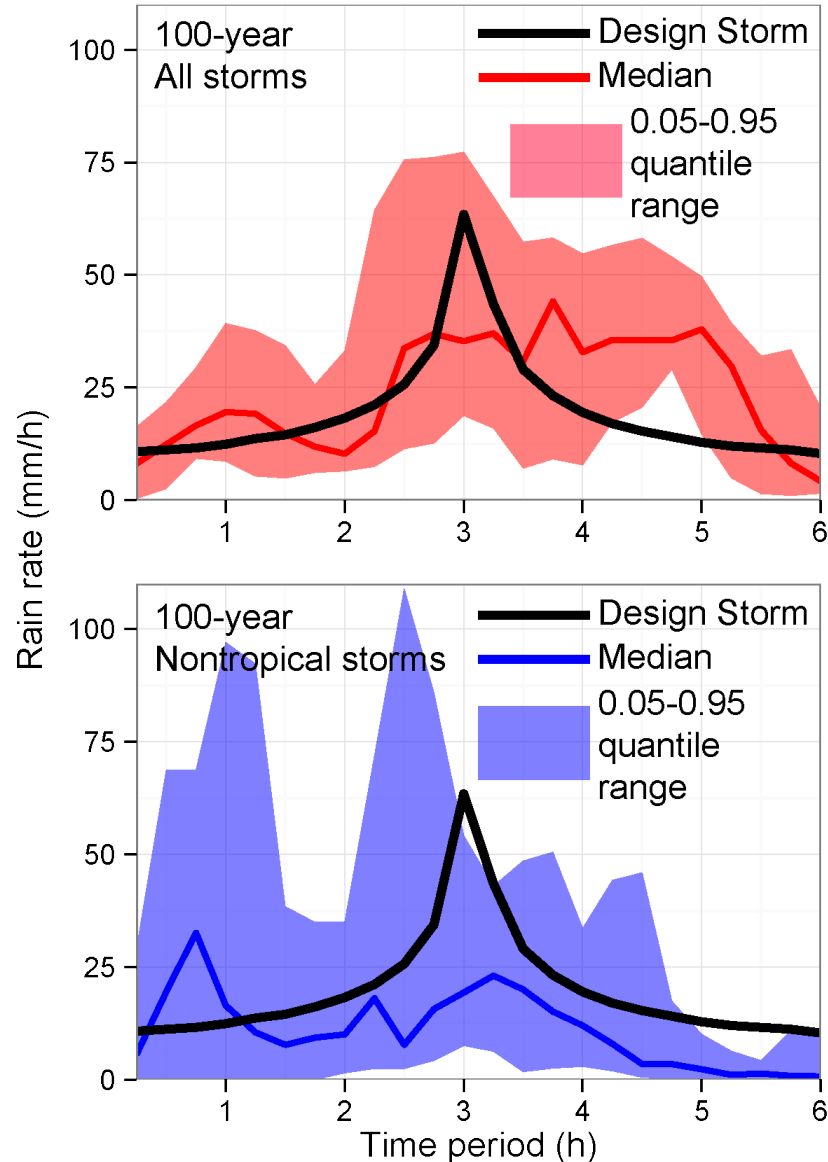 Rain rate (mm/h)
100-year
All storms
Design Storm
Median
0.05-0.95
quantile
range
100
75
50
25
0
1 2 3 4 5 6
100-year
Nontropical storms
Design Storm
Median
0.05-0.95
quantile
range
100
75
50
25
0
1 2 3 4 5 6
Time period (h)